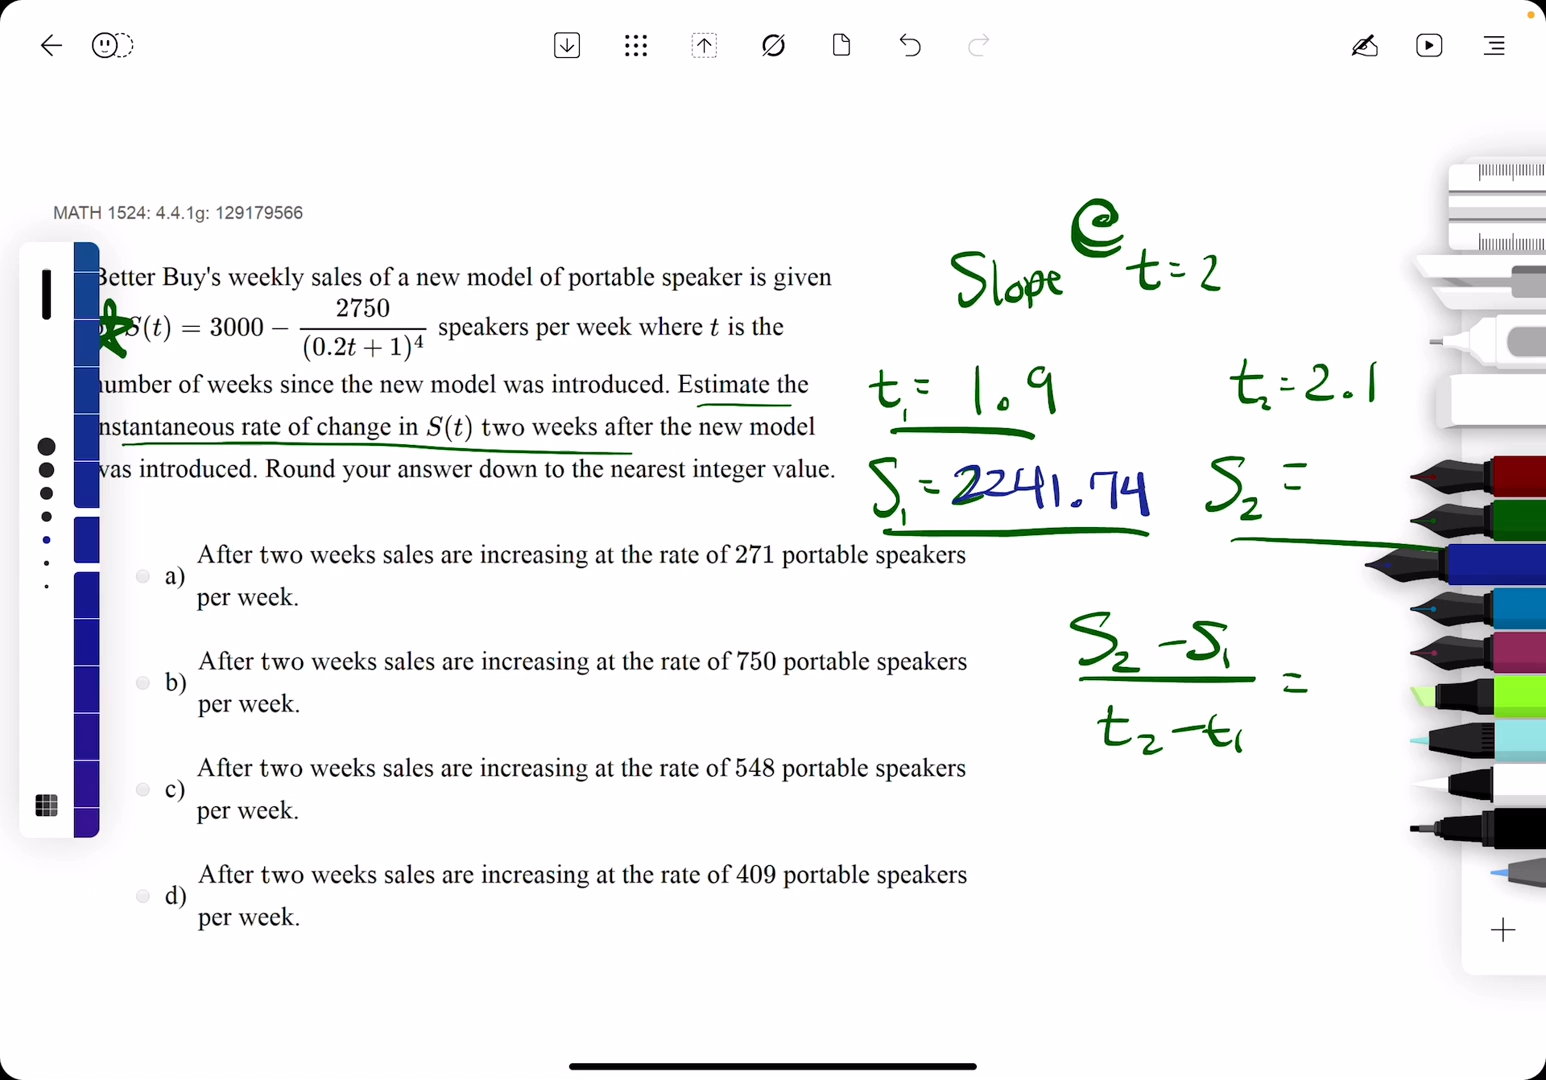 MATH 1524: 4.4.1g: 129179566
Better Buy's weekly sales of a new model of portable speaker is given
S(t) = 3000 − 2750/(0.2t + 1)^4 speakers per week where t is the
number of weeks since the new model was introduced. Estimate the
instantaneous rate of change in S(t) two weeks after the new model
was introduced. Round your answer down to the nearest integer value.
a) After two weeks sales are increasing at the rate of 271 portable speakers
per week.
b) After two weeks sales are increasing at the rate of 750 portable speakers
per week.
c) After two weeks sales are increasing at the rate of 548 portable speakers
per week.
d) After two weeks sales are increasing at the rate of 409 portable speakers
per week.
Slope @ t=2
t₁= 1.9
t₂=2.1
S₁ = 2241.74
S₂ =
S₂ − S₁
=
t₂ − t₁